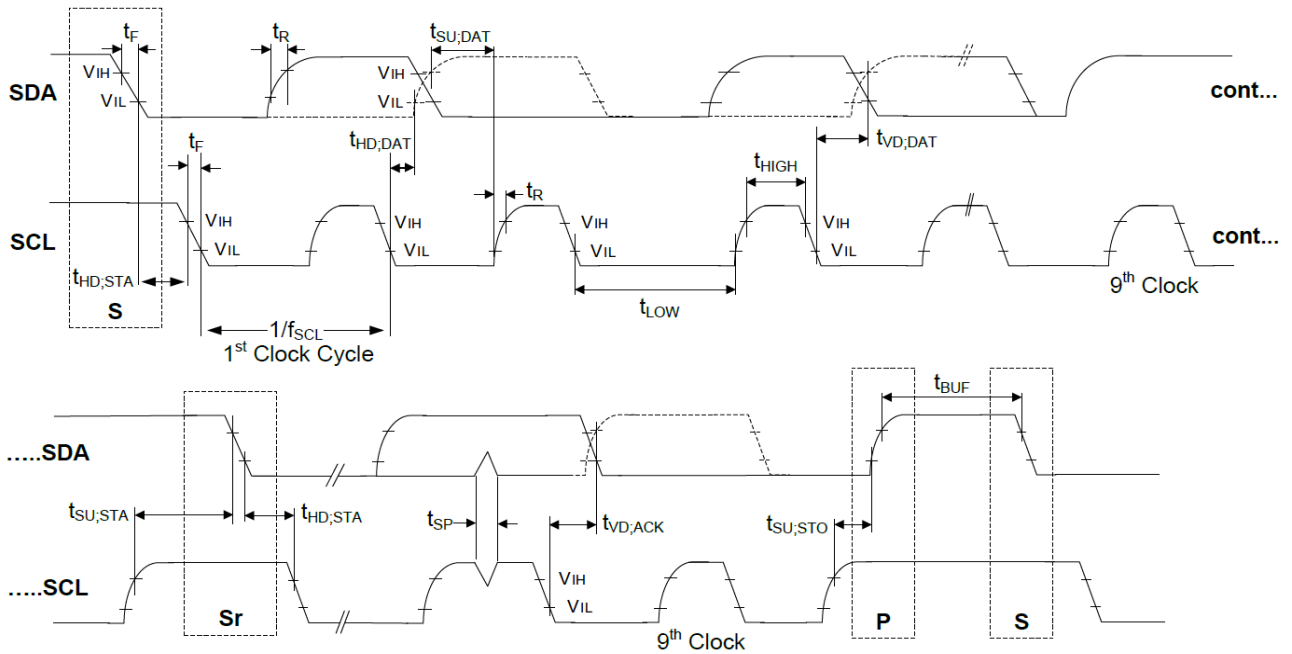 tF tR tSU;DAT
VIH VIH
SDA VIL VIL cont...
tF tHD;DAT tVD;DAT
tR tHIGH
VIH VIH VIH VIH
SCL VIL VIL VIL VIL cont...
tHD;STA 9th Clock
S tLOW
1/fSCL
1st Clock Cycle
tBUF
.....SDA
tSU;STA tHD;STA tSP tVD;ACK tSU;STO
VIH
.....SCL VIL
Sr P S
9th Clock